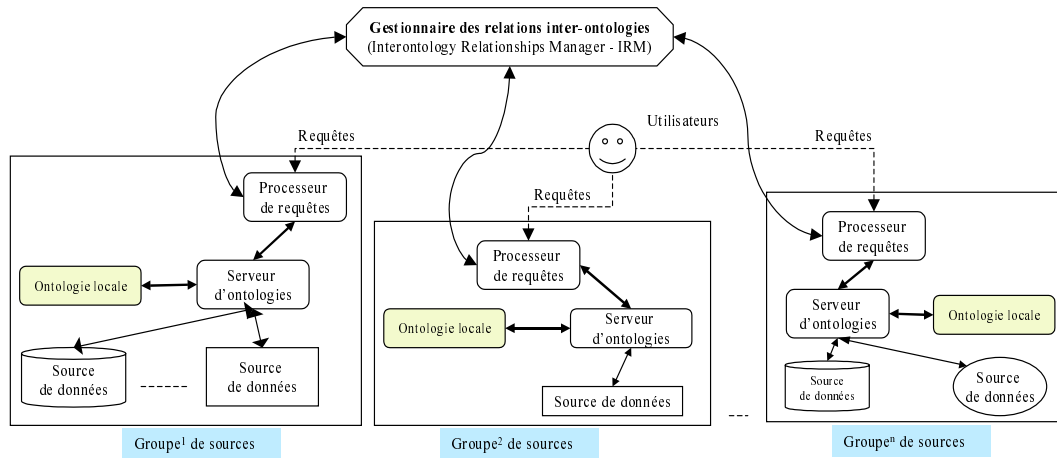 Gestionnaire des relations inter-ontologies
(Interontology Relationships Manager - IRM)
Utilisateurs
Requêtes
Requêtes
Requêtes
Processeur
de requêtes
Serveur
d'ontologies
Ontologie locale
Source
de données
Source
de données
Groupe¹ de sources
Processeur
de requêtes
Ontologie locale
Serveur
d'ontologies
Source de données
Groupe² de sources
Processeur
de requêtes
Serveur
d'ontologies
Ontologie locale
Source
de données
Source
de données
Groupeⁿ de sources